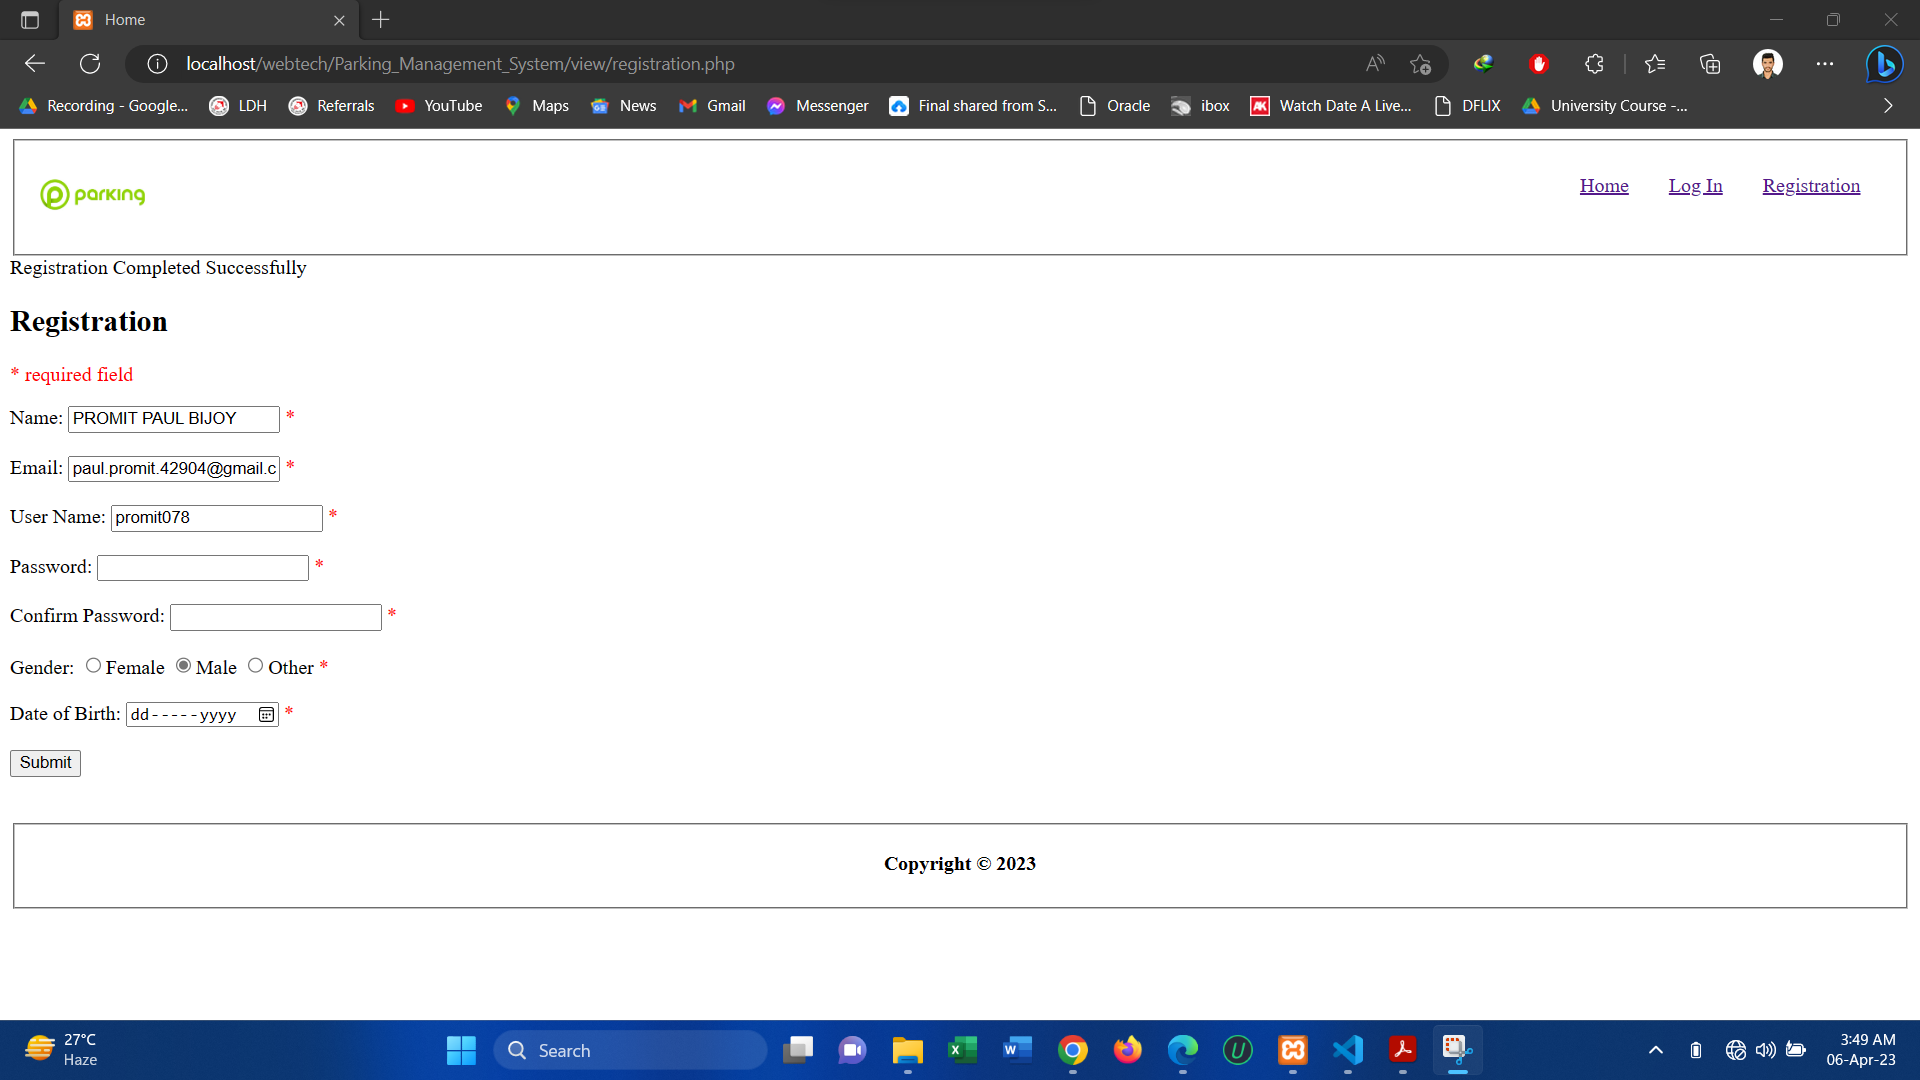 Home
localhost/webtech/Parking_Management_System/view/registration.php
Recording - Google... LDH Referrals YouTube Maps News Gmail Messenger Final shared from S... Oracle ibox Watch Date A Live... DFLIX University Course -...
parking
Home Log In Registration
Registration Completed Successfully
Registration
* required field
Name: PROMIT PAUL BIJOY *
Email: paul.promit.42904@gmail.c *
User Name: promit078 *
Password: *
Confirm Password: *
Gender: Female Male Other *
Date of Birth: dd-----yyyy *
Submit
Copyright © 2023
27°C
Haze
Search
3:49 AM
06-Apr-23